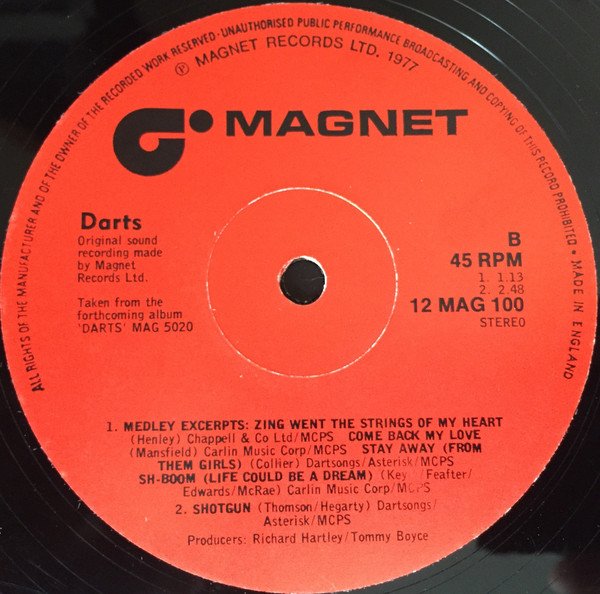 ALL RIGHTS OF THE MANUFACTURER AND OF THE OWNER OF THE RECORDED WORK RESERVED · UNAUTHORISED PUBLIC PERFORMANCE BROADCASTING AND COPYING OF THIS RECORD PROHIBITED • MADE IN ENGLAND
Ⓟ MAGNET RECORDS LTD. 1977
MAGNET
Darts
Original sound
recording made
by Magnet
Records Ltd.
Taken from the
forthcoming album
'DARTS' MAG 5020
B
45 RPM
1. 1.13
2. 2.48
12 MAG 100
STEREO
1. MEDLEY EXCERPTS: ZING WENT THE STRINGS OF MY HEART
(Henley) Chappell & Co Ltd/MCPS COME BACK MY LOVE
(Mansfield) Carlin Music Corp/MCPS STAY AWAY (FROM
THEM GIRLS) (Collier) Dartsongs/Asterisk/MCPS
SH-BOOM (LIFE COULD BE A DREAM) (Key Feafter/
Edwards/McRae) Carlin Music Corp/MCPS
2. SHOTGUN (Thomson/Hegarty) Dartsongs/
Asterisk/MCPS
Producers: Richard Hartley/Tommy Boyce